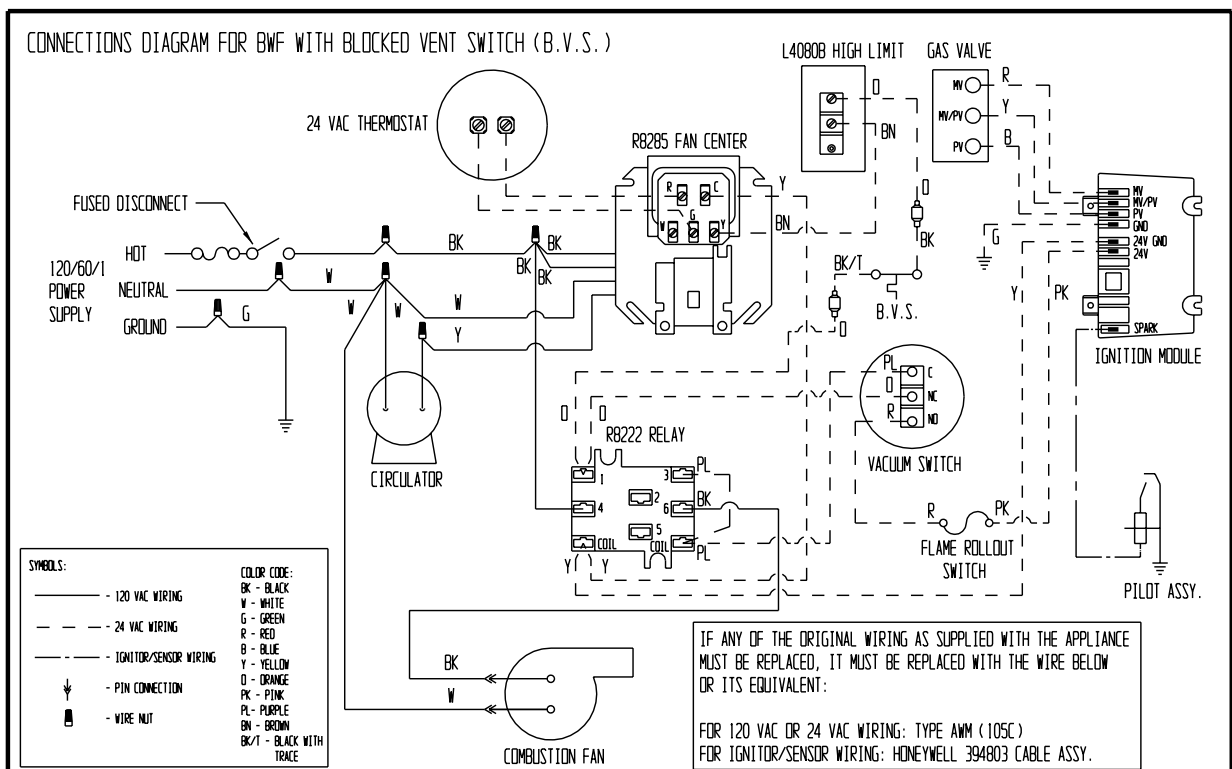 CONNECTIONS DIAGRAM FOR BWF WITH BLOCKED VENT SWITCH (B.V.S.)
L4080B HIGH LIMIT
GAS VALVE
24 VAC THERMOSTAT
R8285 FAN CENTER
O
BN
MV
MV/PV
PV
R
Y
B
R
C
G
W
Y
Y
BN
FUSED DISCONNECT
HOT
120/60/1
POWER
SUPPLY
NEUTRAL
GROUND
BK
BK
BK
BK
W
W
W
W
Y
G
O
BK
BK/T
B.V.S.
O
MV
MV/PV
PV
GND
24V GND
24V
SPARK
G
Y
PK
IGNITION MODULE
CIRCULATOR
O
O
R8222 RELAY
1
3
2
4
6
5
COIL
COIL
PL
BK
PL
Y
Y
PL
O
R
C
NC
NO
VACUUM SWITCH
R
PK
FLAME ROLLOUT
SWITCH
PILOT ASSY.
BK
W
COMBUSTION FAN
SYMBOLS:
- 120 VAC WIRING
- 24 VAC WIRING
- IGNITOR/SENSOR WIRING
- PIN CONNECTION
- WIRE NUT
COLOR CODE:
BK - BLACK
W - WHITE
G - GREEN
R - RED
B - BLUE
Y - YELLOW
O - ORANGE
PK - PINK
PL- PURPLE
BN - BROWN
BK/T - BLACK WITH
TRACE
IF ANY OF THE ORIGINAL WIRING AS SUPPLIED WITH THE APPLIANCE
MUST BE REPLACED, IT MUST BE REPLACED WITH THE WIRE BELOW
OR ITS EQUIVALENT:
FOR 120 VAC OR 24 VAC WIRING: TYPE AWM (105C)
FOR IGNITOR/SENSOR WIRING: HONEYWELL 394803 CABLE ASSY.